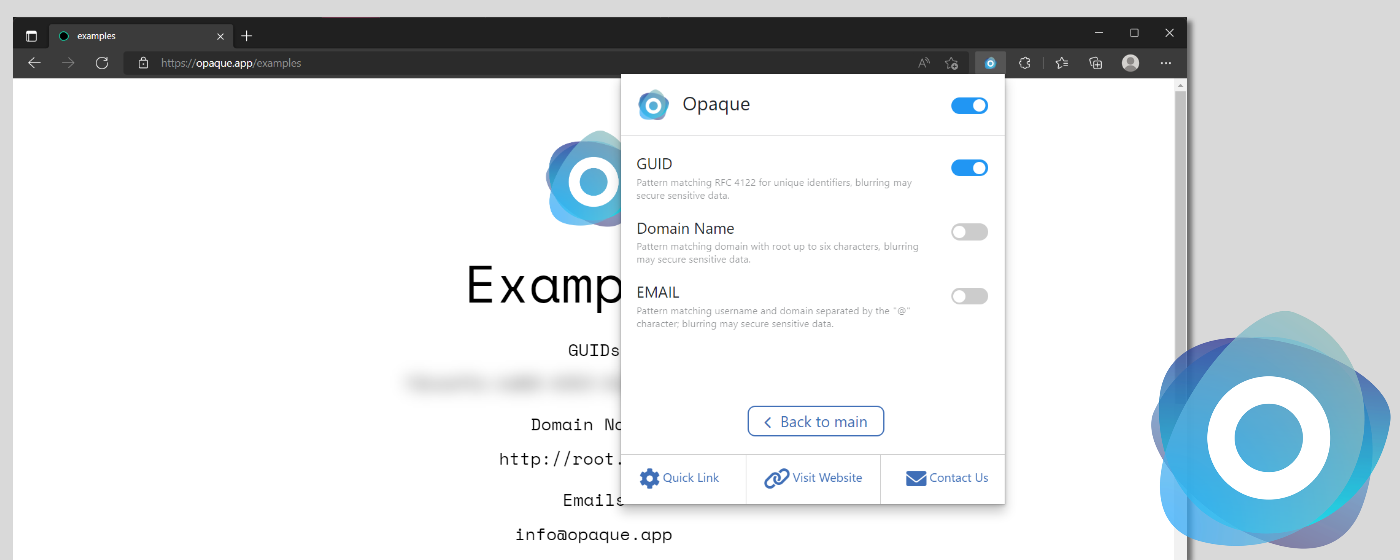 examples
https://opaque.app/examples
Opaque
GUID
Pattern matching RFC 4122 for unique identifiers. blurring may
secure sensitive data.
Domain Name
Pattern matching domain with root up to six characters, blurring
may secure sensitive data.
EMAIL
Pattern matching username and domain separated by the "@"
character; blurring may secure sensitive data.
Back to main
Quick Link
Visit Website
Contact Us
Examp
GUIDs
Domain Na
http://root.
Emails
info@opaque.app